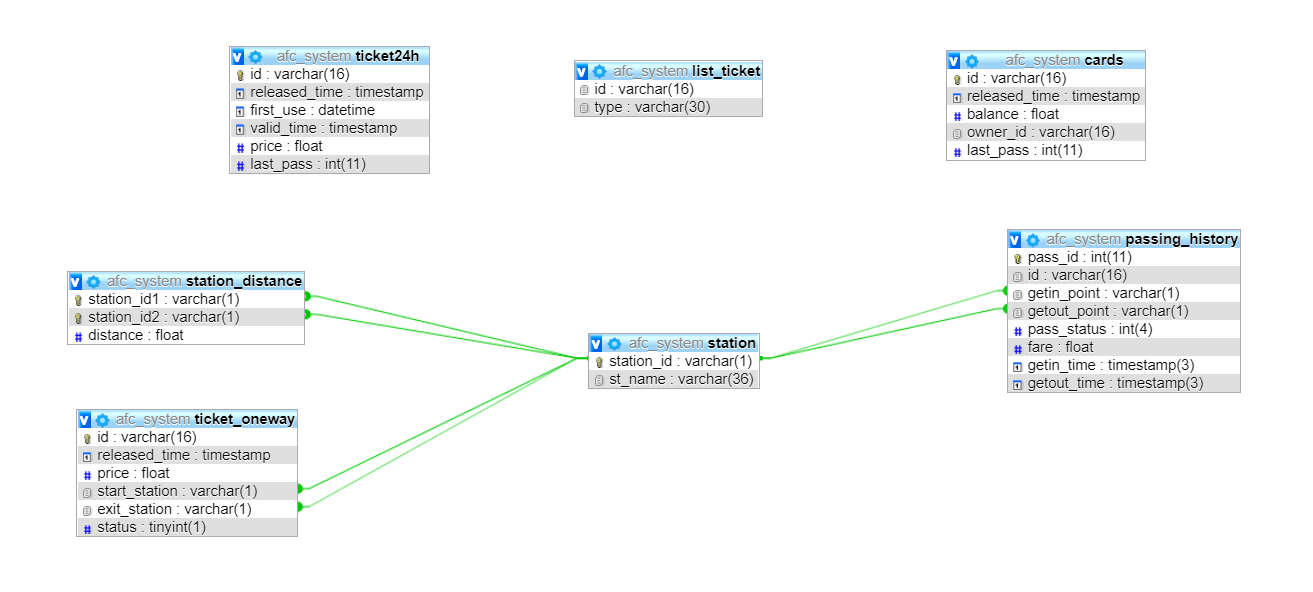 afc_system ticket24h
id : varchar(16)
released_time : timestamp
first_use : datetime
valid_time : timestamp
price : float
last_pass : int(11)
afc_system list_ticket
id : varchar(16)
type : varchar(30)
afc_system cards
id : varchar(16)
released_time : timestamp
balance : float
owner_id : varchar(16)
last_pass : int(11)
afc_system station_distance
station_id1 : varchar(1)
station_id2 : varchar(1)
distance : float
afc_system station
station_id : varchar(1)
st_name : varchar(36)
afc_system passing_history
pass_id : int(11)
id : varchar(16)
getin_point : varchar(1)
getout_point : varchar(1)
pass_status : int(4)
fare : float
getin_time : timestamp(3)
getout_time : timestamp(3)
afc_system ticket_oneway
id : varchar(16)
released_time : timestamp
price : float
start_station : varchar(1)
exit_station : varchar(1)
status : tinyint(1)